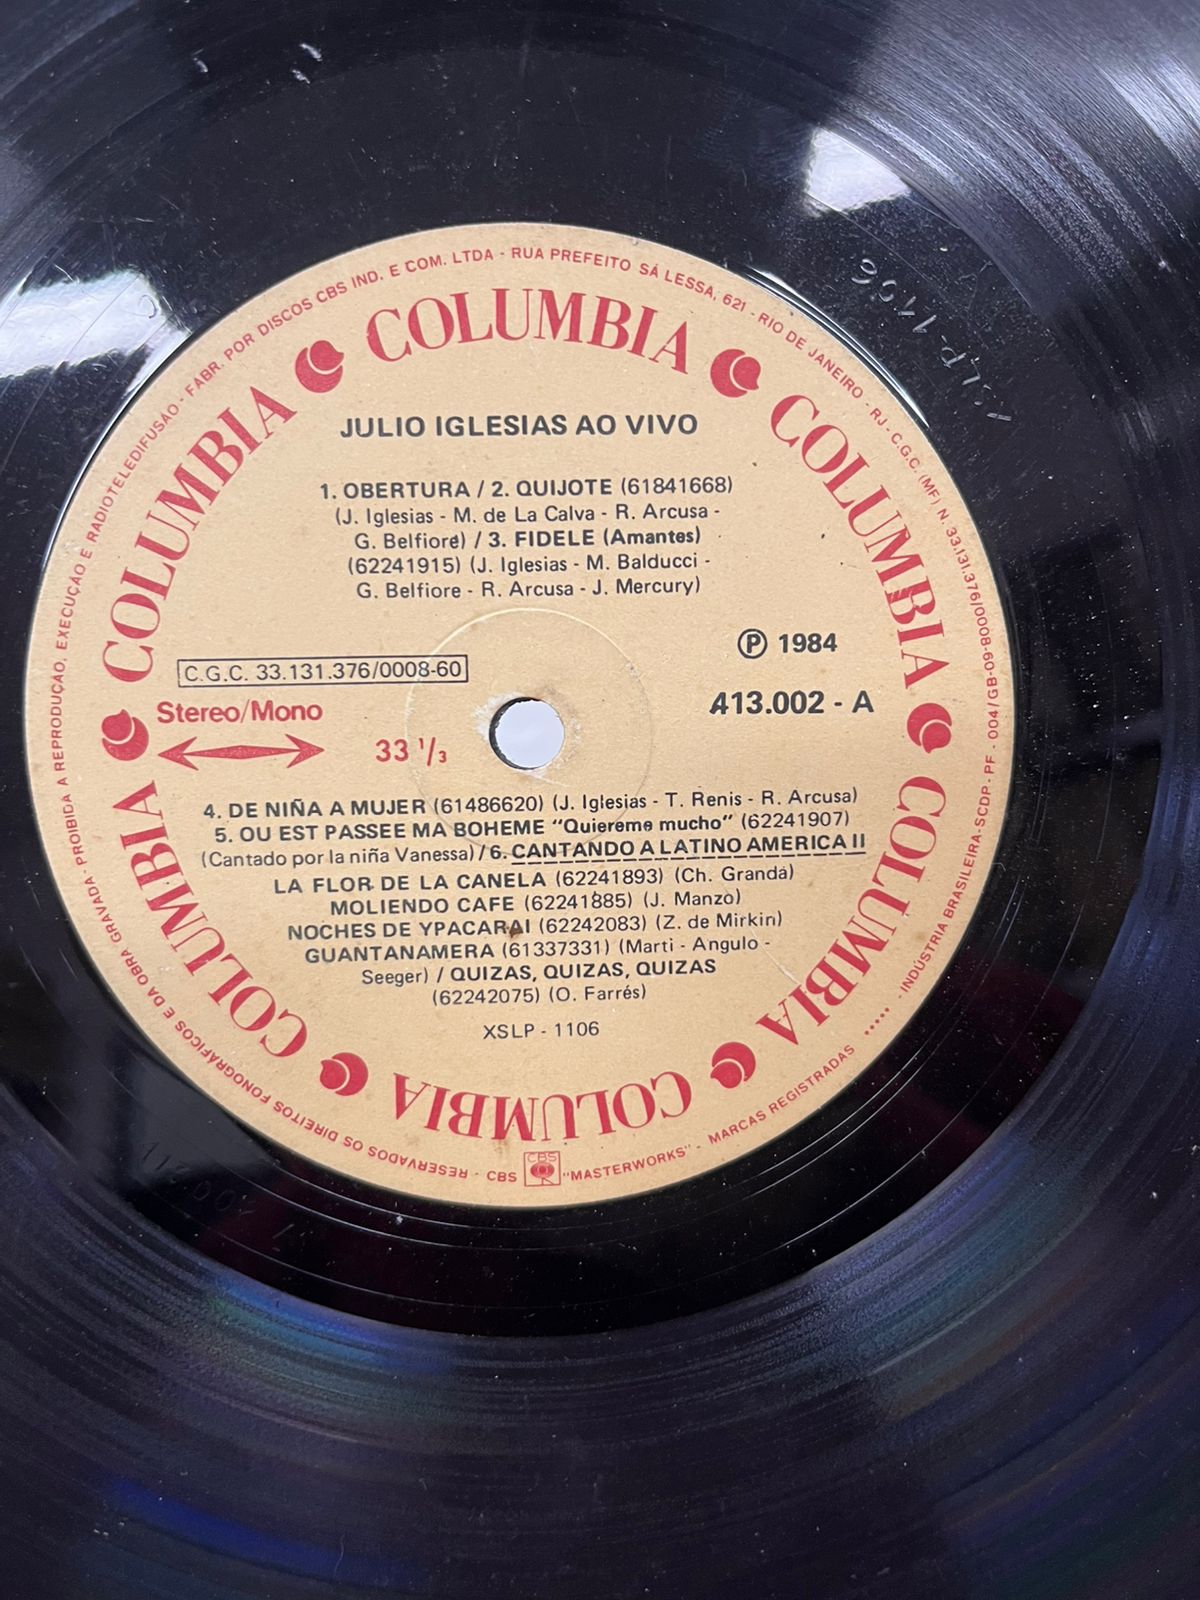 FABR. POR DISCOS CBS IND. E COM. LTDA - RUA PREFEITO SÁ LESSA, 621 - RIO DE JANEIRO - RJ - C.G.C. (MF) N. 33.131.376/0008-60 - PF - 004/GB-09-SCDP - INDÚSTRIA BRASILEIRA
COLUMBIA COLUMBIA COLUMBIA COLUMBIA COLUMBIA COLUMBIA COLUMBIA COLUMBIA
JULIO IGLESIAS AO VIVO
1. OBERTURA / 2. QUIJOTE (61841668)
(J. Iglesias - M. de La Calva - R. Arcusa -
G. Belfiore) / 3. FIDELE (Amantes)
(62241915) (J. Iglesias - M. Balducci -
G. Belfiore - R. Arcusa - J. Mercury)
Ⓟ 1984
C.G.C. 33.131.376/0008-60
Stereo/Mono
413.002 - A
33 1/3
4. DE NIÑA A MUJER (61486620) (J. Iglesias - T. Renis - R. Arcusa)
5. OU EST PASSEE MA BOHEME "Quiereme mucho" (62241907)
(Cantado por la niña Vanessa) / 6. CANTANDO A LATINO AMERICA II
LA FLOR DE LA CANELA (62241893) (Ch. Granda)
MOLIENDO CAFE (62241885) (J. Manzo)
NOCHES DE YPACARAI (62242083) (Z. de Mirkin)
GUANTANAMERA (61337331) (Marti - Angulo -
Seeger) / QUIZAS, QUIZAS, QUIZAS
(62242075) (O. Farrés)
XSLP - 1106
RESERVADOS OS DIREITOS FONOGRÁFICOS E DA OBRA GRAVADA - PROIBIDA A REPRODUÇÃO, EXECUÇÃO E RADIOTELEDIFUSÃO
CBS CBS "MASTERWORKS" - MARCAS REGISTRADAS .....
XSLP-1106